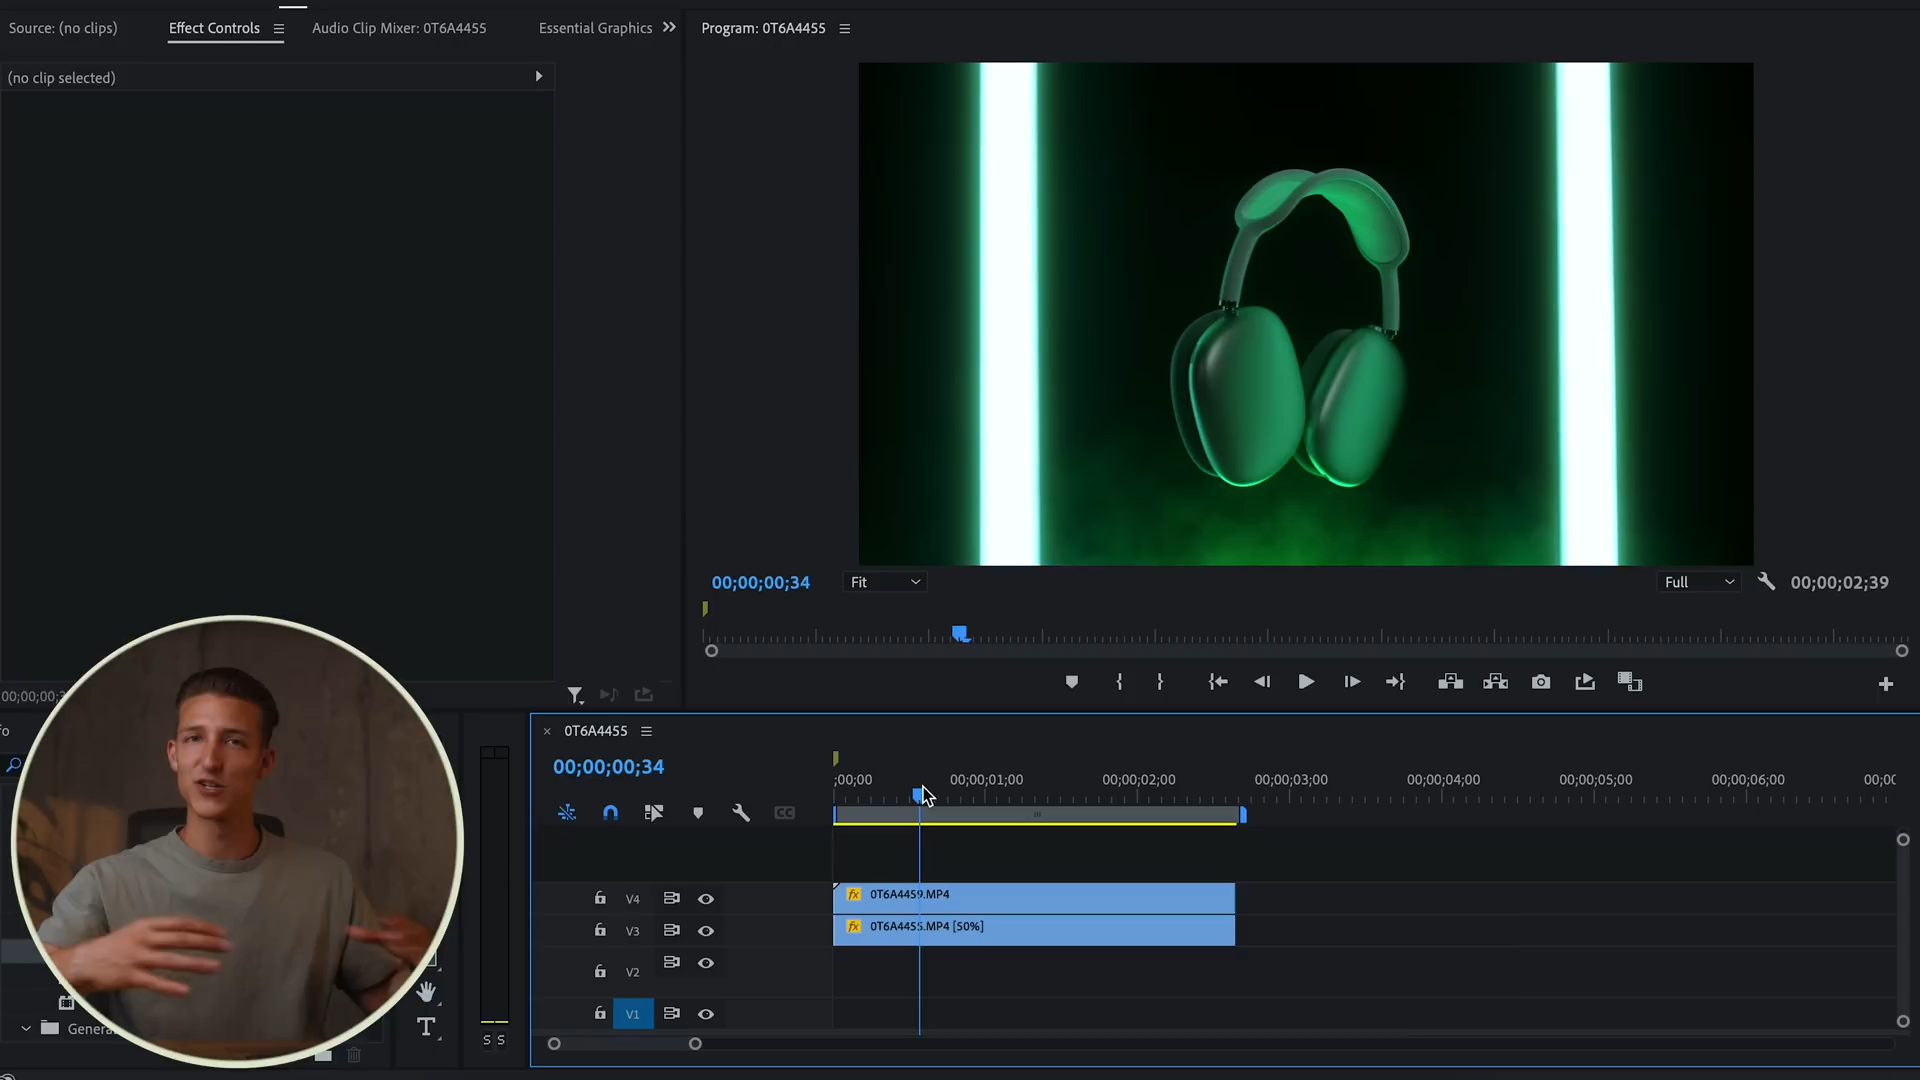 Source: (no clips)
Effect Controls
Audio Clip Mixer: 0T6A4455
Essential Graphics
Program: 0T6A4455
(no clip selected)
00;00;00;34
Fit
Full
00;00;02;39
00;00;00;3
0T6A4455
00;00;00;34
;00;00
00;00;01;00
00;00;02;00
00;00;03;00
00;00;04;00
00;00;05;00
00;00;06;00
V4
fx 0T6A4459.MP4
V3
fx 0T6A4455.MP4 [50%]
V2
V1
S S
Genera